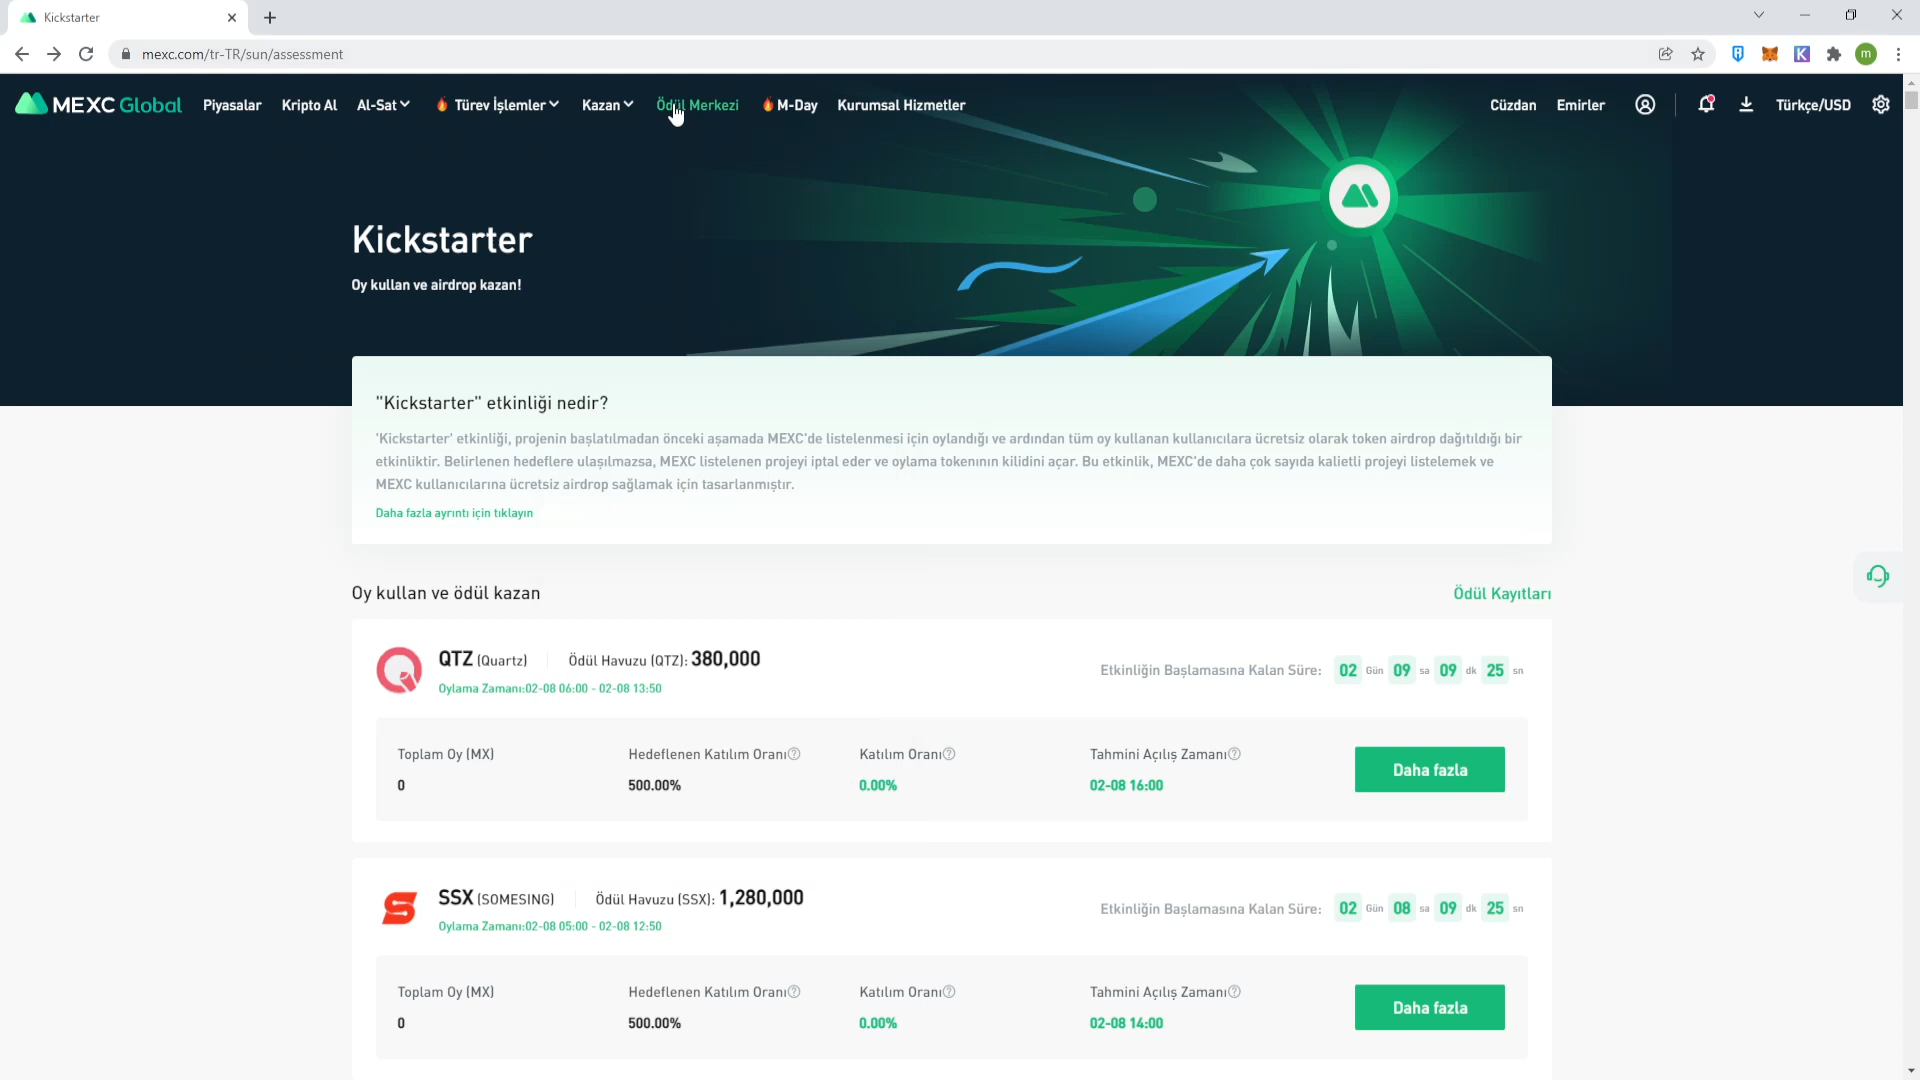 Kickstarter
mexc.com/tr-TR/sun/assessment
m
MEXC Global Piyasalar Kripto Al Al-Sat Türev İşlemler Kazan Ödül Merkezi M-Day Kurumsal Hizmetler Cüzdan Emirler Türkçe/USD
Kickstarter
Oy kullan ve airdrop kazan!
"Kickstarter" etkinliği nedir?
'Kickstarter' etkinliği, projenin başlatılmadan önceki aşamada MEXC'de listelenmesi için oylandığı ve ardından tüm oy kullanan kullanıcılara ücretsiz olarak token airdrop dağıtıldığı bir
etkinliktir. Belirlenen hedeflere ulaşılmazsa, MEXC listelenen projeyi iptal eder ve oylama tokenının kilidini açar. Bu etkinlik, MEXC'de daha çok sayıda kalietli projeyi listelemek ve
MEXC kullanıcılarına ücretsiz airdrop sağlamak için tasarlanmıştır.
Daha fazla ayrıntı için tıklayın
Oy kullan ve ödül kazan Ödül Kayıtları
QTZ (Quartz) Ödül Havuzu (QTZ): 380,000
Oylama Zamanı:02-08 06:00 - 02-08 13:50
Etkinliğin Başlamasına Kalan Süre: 02 Gün 09 sa 09 dk 25 sn
Toplam Oy (MX) Hedeflenen Katılım Oranı Katılım Oranı Tahmini Açılış Zamanı
0 500.00% 0.00% 02-08 16:00
Daha fazla
SSX (SOMESING) Ödül Havuzu (SSX): 1,280,000
Oylama Zamanı:02-08 05:00 - 02-08 12:50
Etkinliğin Başlamasına Kalan Süre: 02 Gün 08 sa 09 dk 25 sn
Toplam Oy (MX) Hedeflenen Katılım Oranı Katılım Oranı Tahmini Açılış Zamanı
0 500.00% 0.00% 02-08 14:00
Daha fazla